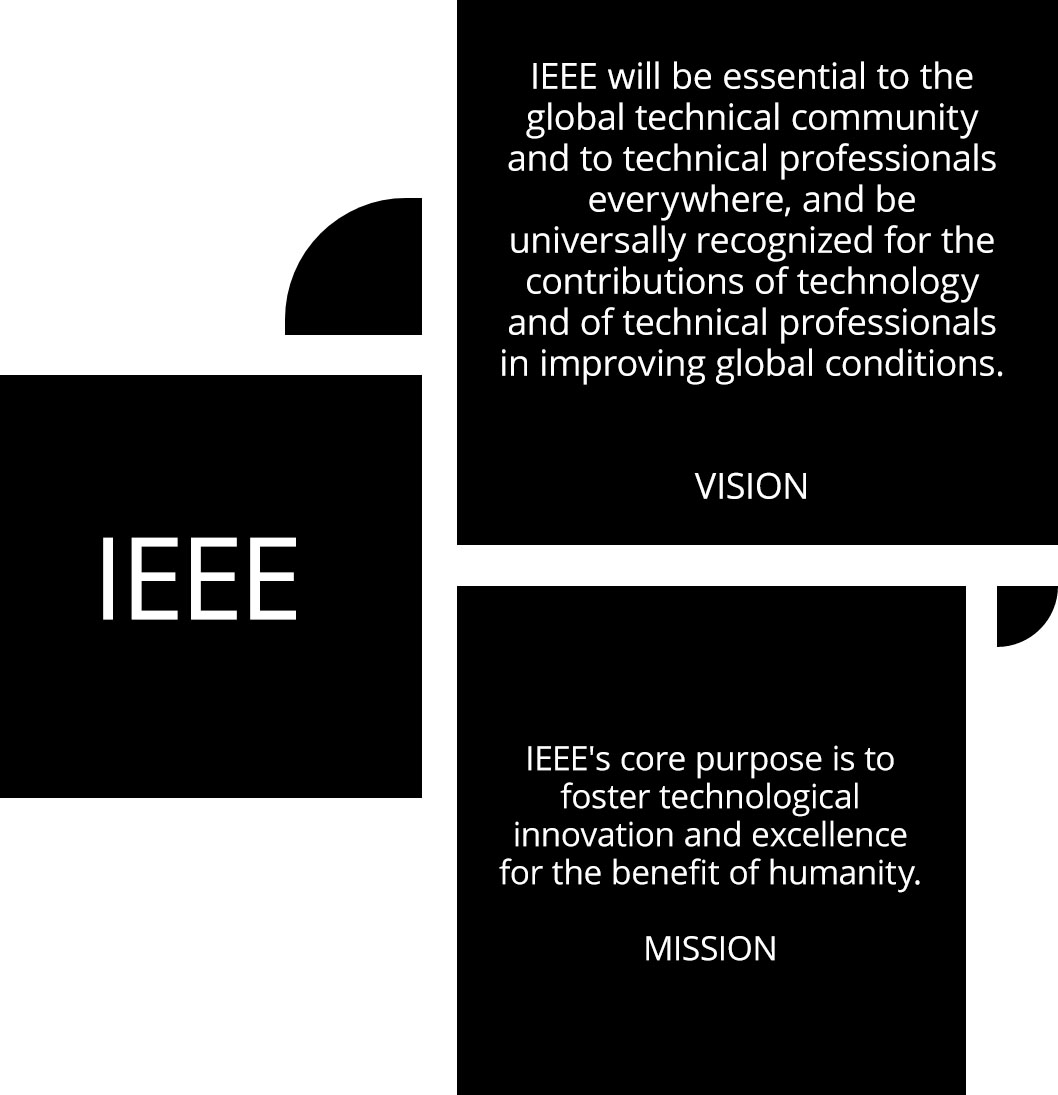 IEEE will be essential to the
global technical community
and to technical professionals
everywhere, and be
universally recognized for the
contributions of technology
and of technical professionals
in improving global conditions.
VISION
IEEE
IEEE's core purpose is to
foster technological
innovation and excellence
for the benefit of humanity.
MISSION